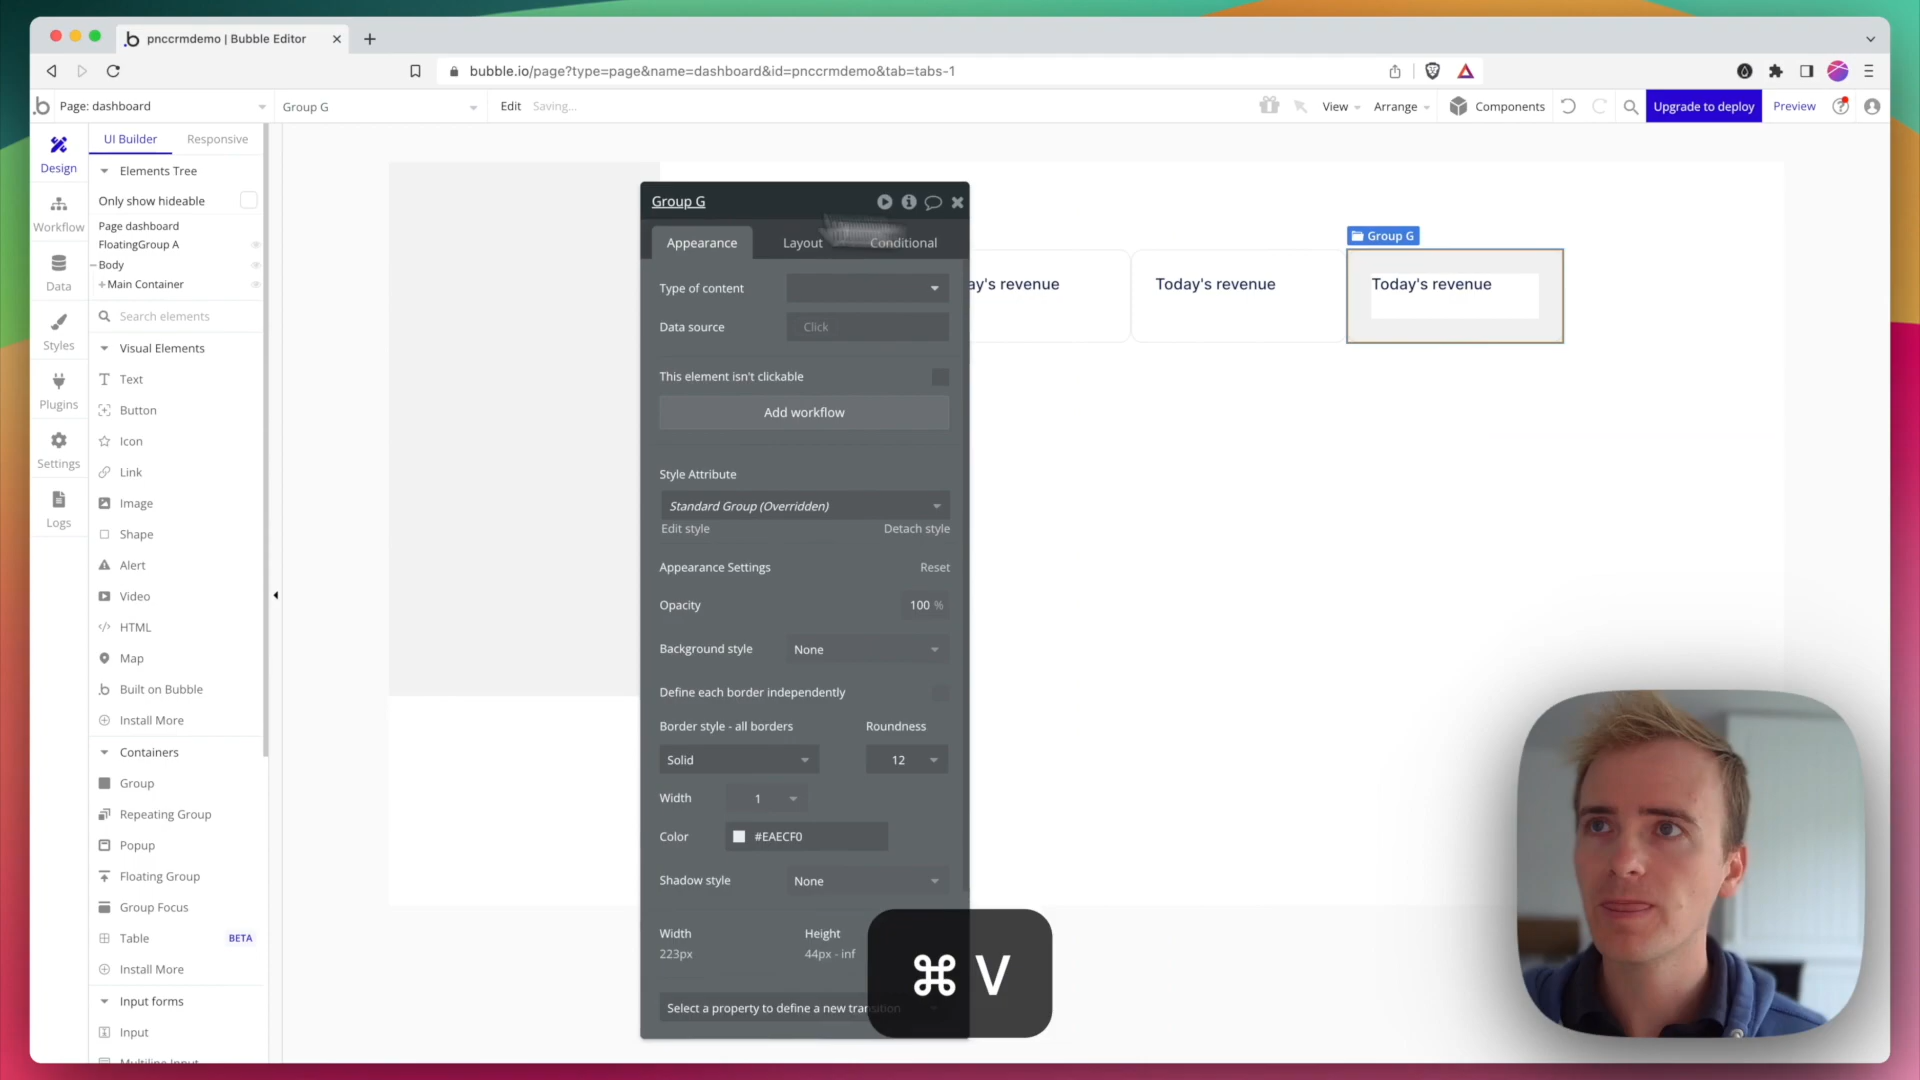 pnccrmdemo | Bubble Editor
bubble.io/page?type=page&name=dashboard&id=pnccrmdemo&tab=tabs-1
Page: dashboard
Group G
Edit
Saving...
View
Arrange
Components
Upgrade to deploy
Preview
Design
Workflow
Data
Styles
Plugins
Settings
Logs
UI Builder
Responsive
Elements Tree
Only show hideable
Page dashboard
FloatingGroup A
Body
Main Container
Search elements
Visual Elements
Text
Button
Icon
Link
Image
Shape
Alert
Video
HTML
Map
Built on Bubble
Install More
Containers
Group
Repeating Group
Popup
Floating Group
Group Focus
Table BETA
Install More
Input forms
Input
Multiline Input
Group G
Appearance
Layout
Conditional
Type of content
Data source
Click
This element isn't clickable
Add workflow
Style Attribute
Standard Group (Overridden)
Edit style
Detach style
Appearance Settings
Reset
Opacity
100 %
Background style
None
Define each border independently
Border style - all borders
Roundness
Solid
12
Width
1
Color
#EAECF0
Shadow style
None
Width
Height
223px
44px - inf
Select a property to define a new transition
ay's revenue
Today's revenue
Group G
Today's revenue
⌘ V